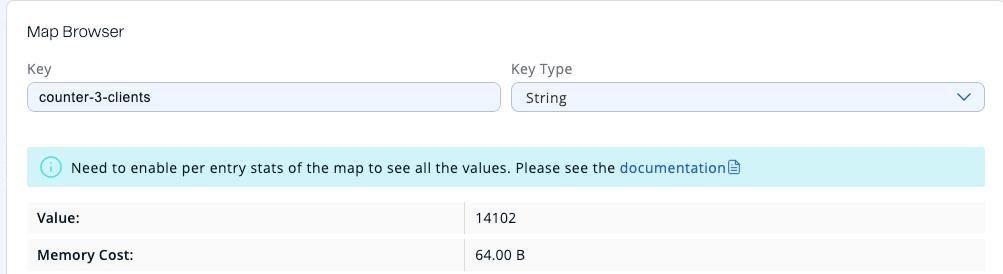 Map Browser
Key Key Type
counter-3-clients String
Need to enable per entry stats of the map to see all the values. Please see the documentation
Value: 14102
Memory Cost: 64.00 B